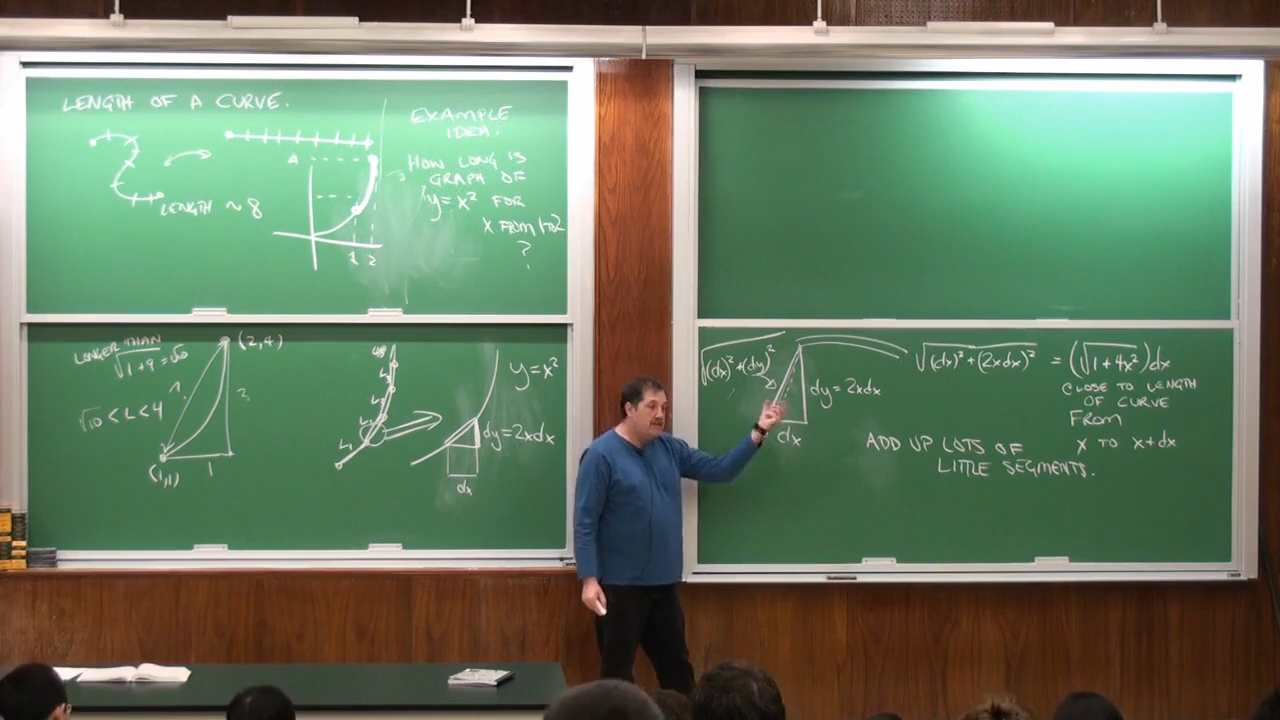 LENGTH OF A CURVE.
LENGTH ~ 8
4
1 2
EXAMPLE
IDEA:
HOW LONG IS
GRAPH OF
y = x² FOR
X FROM 1 TO 2
?
LONGER THAN
√1+9 = √10
√10 < L < 4
(2,4)
3
1
(1,1)
L₁
y = x²
dy = 2xdx
dx
√(dx)²+(dy)²
dy = 2xdx
dx
√(dx)²+(2xdx)² = (√1+4x²)dx
CLOSE TO LENGTH
OF CURVE
FROM
x TO x+dx
ADD UP LOTS OF
LITTLE SEGMENTS.